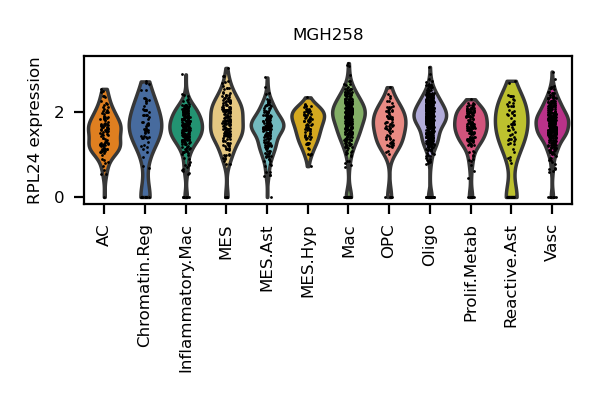 MGH258
RPL24 expression
2
0
AC
Chromatin.Reg
Inflammatory.Mac
MES
MES.Ast
MES.Hyp
Mac
OPC
Oligo
Prolif.Metab
Reactive.Ast
Vasc